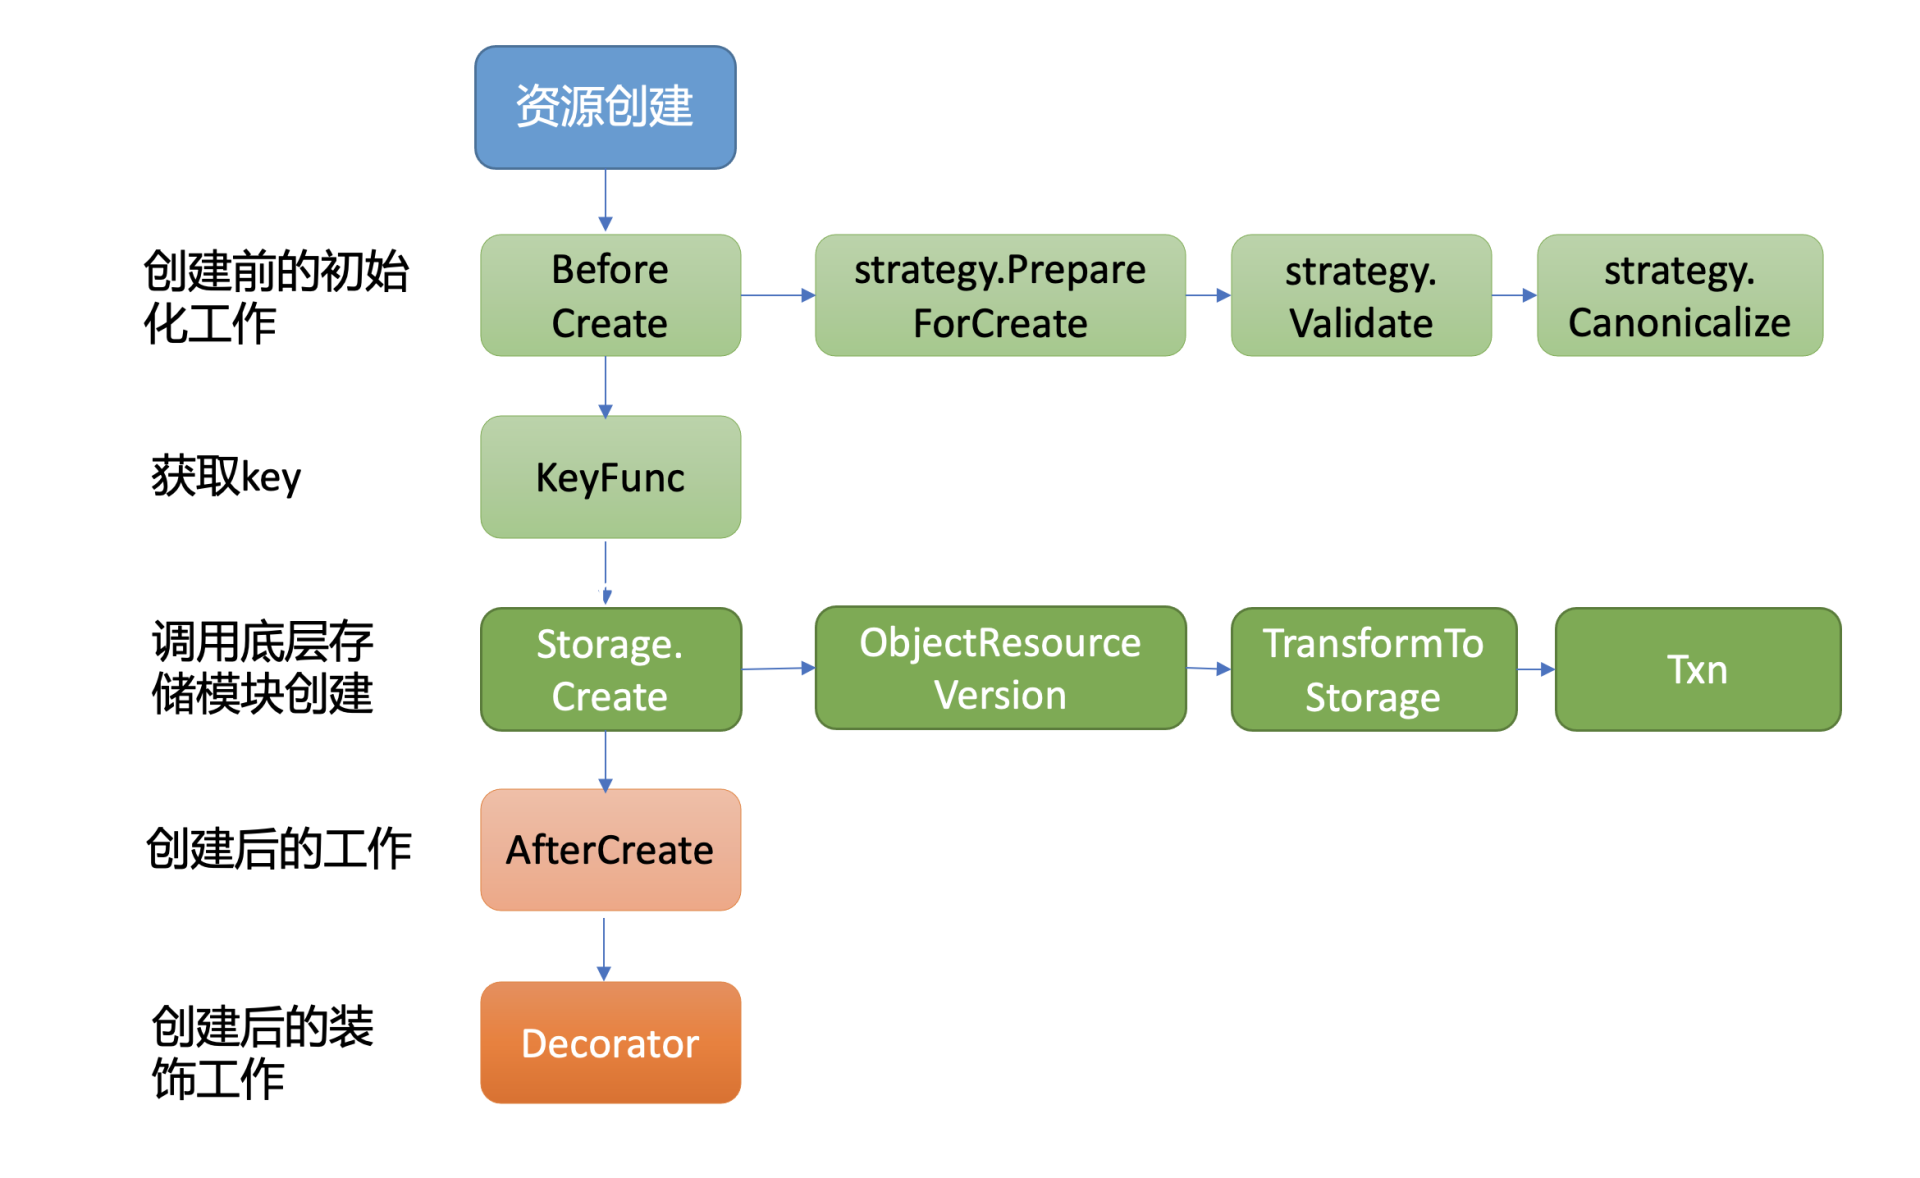 资源创建
创建前的初始
化工作
Before
Create
strategy.Prepare
ForCreate
strategy.
Validate
strategy.
Canonicalize
获取key
KeyFunc
调用底层存
储模块创建
Storage.
Create
ObjectResource
Version
TransformTo
Storage
Txn
创建后的工作
AfterCreate
创建后的装
饰工作
Decorator